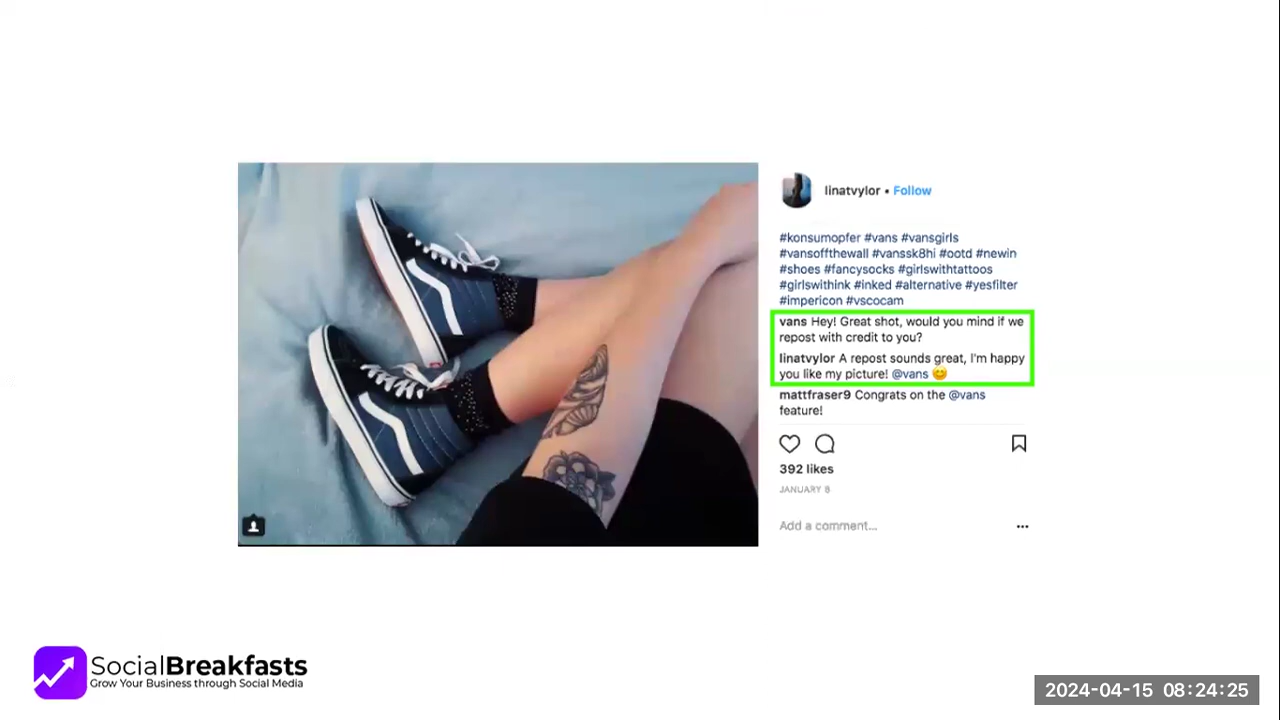 linatvylor • Follow
#konsumopfer #vans #vansgirls
#vansoffthewall #vanssk8hi #ootd #newin
#shoes #fancysocks #girlswithtattoos
#girlswithink #inked #alternative #yesfilter
#impericon #vscocam
vans Hey! Great shot, would you mind if we
repost with credit to you?
linatvylor A repost sounds great, I'm happy
you like my picture! @vans 😊
mattfraser9 Congrats on the @vans
feature!
392 likes
JANUARY 8
Add a comment...
SocialBreakfasts
Grow Your Business through Social Media
2024-04-15 08:24:25